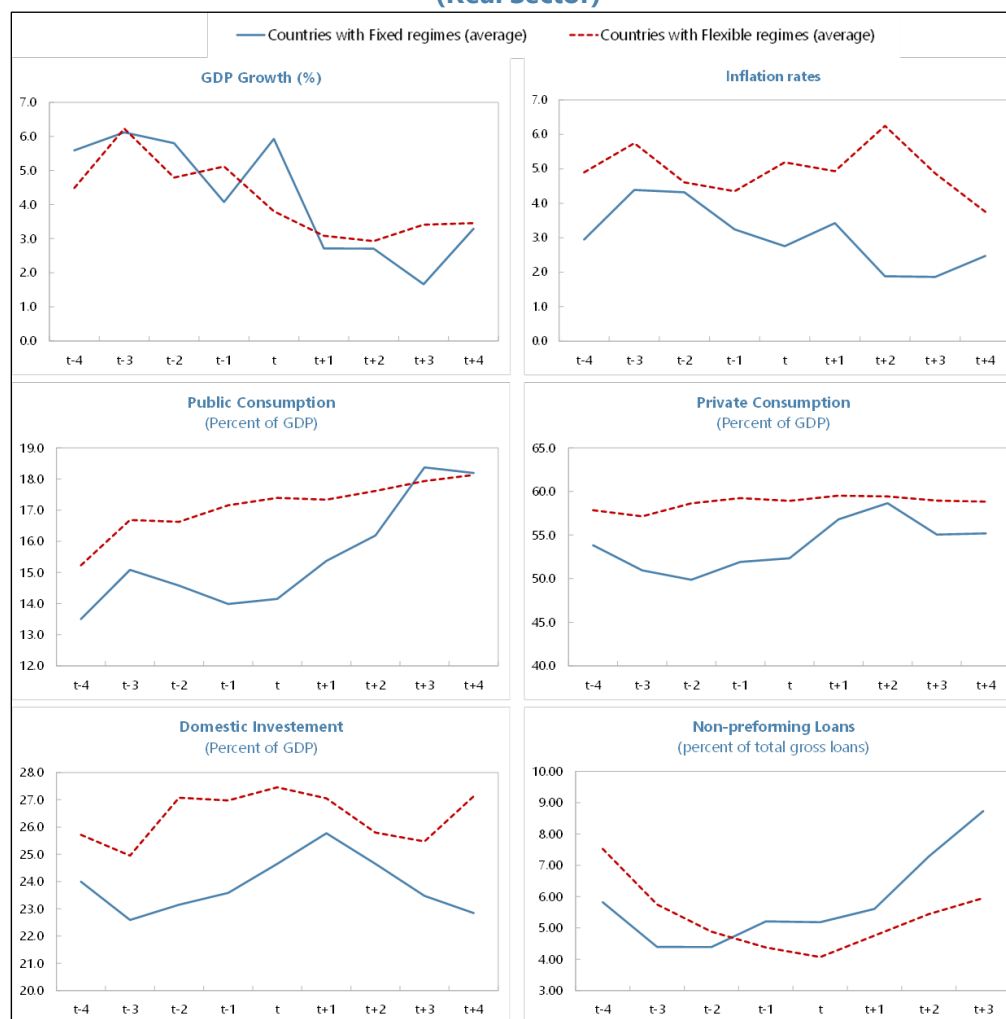 (Real Sector)
Countries with Fixed regimes (average) Countries with Flexible regimes (average)
GDP Growth (%)
7.0
6.0
5.0
4.0
3.0
2.0
1.0
0.0
t-4 t-3 t-2 t-1 t t+1 t+2 t+3 t+4
Inflation rates
7.0
6.0
5.0
4.0
3.0
2.0
1.0
0.0
t-4 t-3 t-2 t-1 t t+1 t+2 t+3 t+4
Public Consumption
(Percent of GDP)
19.0
18.0
17.0
16.0
15.0
14.0
13.0
12.0
t-4 t-3 t-2 t-1 t t+1 t+2 t+3 t+4
Private Consumption
(Percent of GDP)
65.0
60.0
55.0
50.0
45.0
40.0
t-4 t-3 t-2 t-1 t t+1 t+2 t+3 t+4
Domestic Investement
(Percent of GDP)
28.0
27.0
26.0
25.0
24.0
23.0
22.0
21.0
20.0
t-4 t-3 t-2 t-1 t t+1 t+2 t+3 t+4
Non-preforming Loans
(percent of total gross loans)
10.00
9.00
8.00
7.00
6.00
5.00
4.00
3.00
t-4 t-3 t-2 t-1 t t+1 t+2 t+3